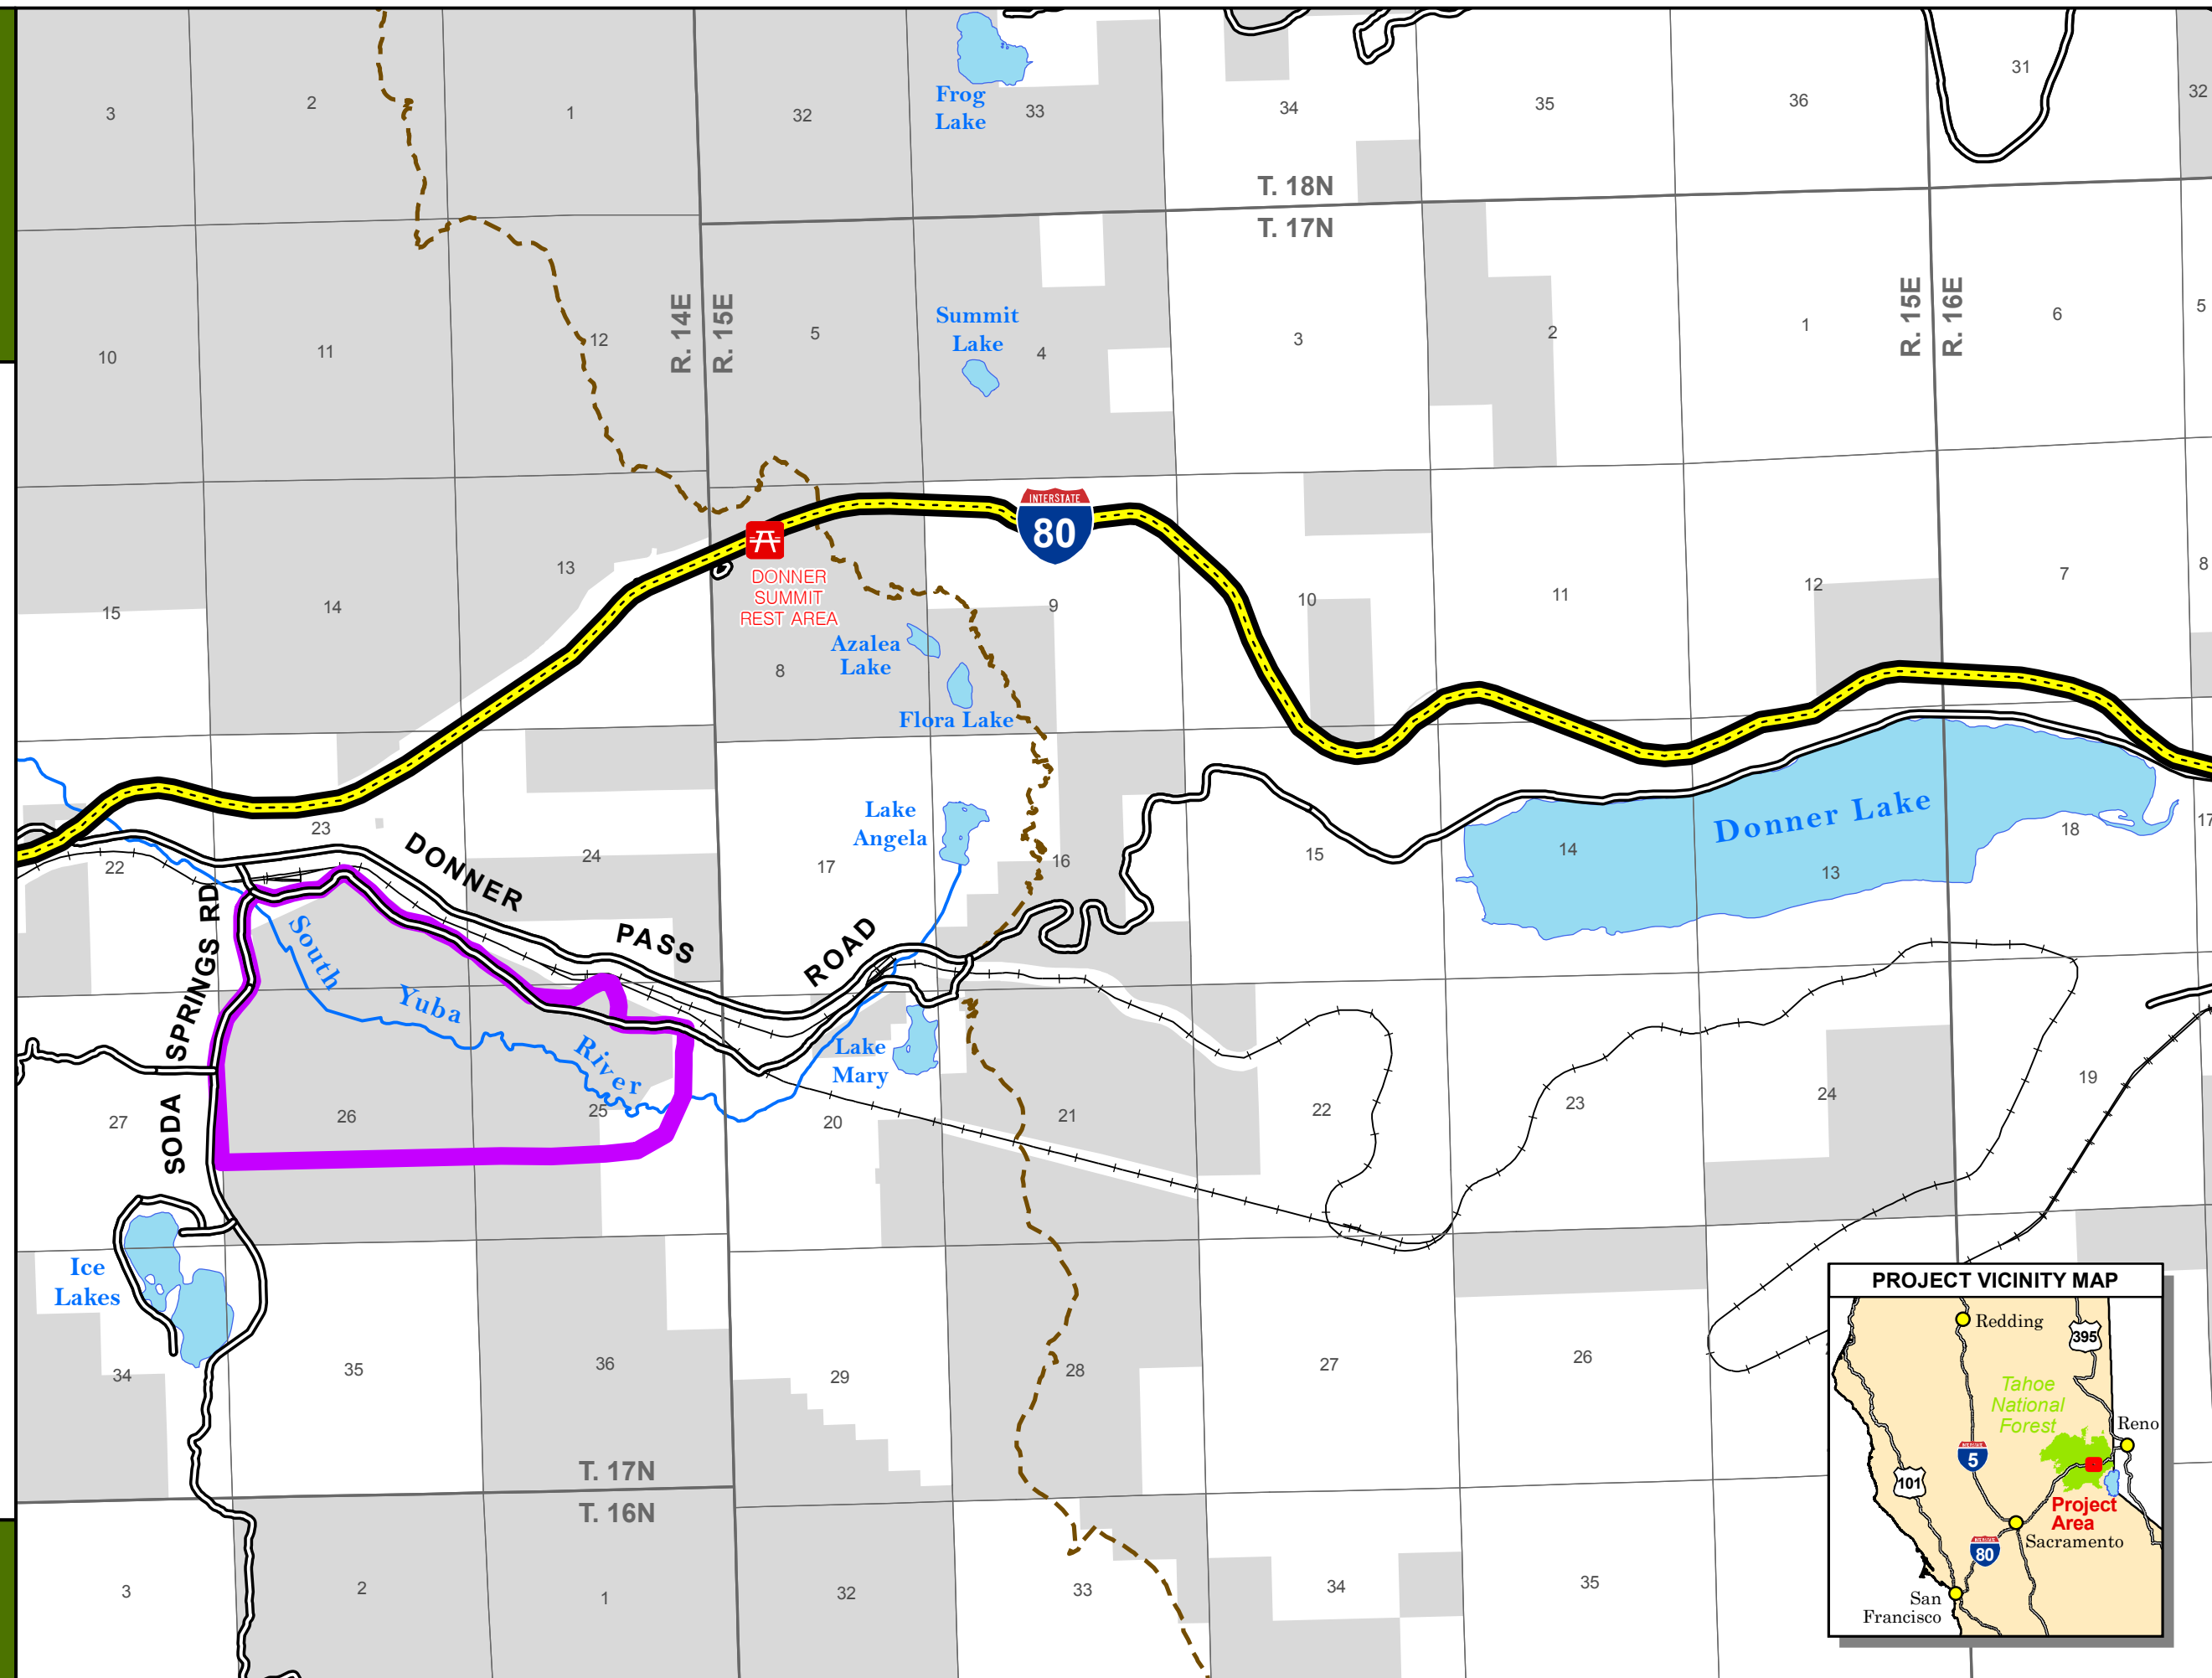 3
2
1
32
Frog
Lake
33
34
35
36
31
32
T. 18N
T. 17N
10
11
12
R. 14E
R. 15E
5
Summit
Lake
4
3
2
1
R. 15E
R. 16E
6
5
INTERSTATE
80
15
14
13
DONNER
SUMMIT
REST AREA
8
Azalea
Lake
Flora Lake
9
10
11
12
7
8
22
23
DONNER
PASS
ROAD
24
17
Lake
Angela
16
15
14
Donner Lake
13
18
17
SODA SPRINGS RD
South
Yuba
River
Lake
Mary
27
26
25
20
21
22
23
24
19
Ice
Lakes
34
35
36
29
28
27
26
T. 17N
T. 16N
3
2
1
32
33
34
35
PROJECT VICINITY MAP
Redding
395
Tahoe
National
Forest
Reno
5
101
Project
Area
Sacramento
80
San
Francisco